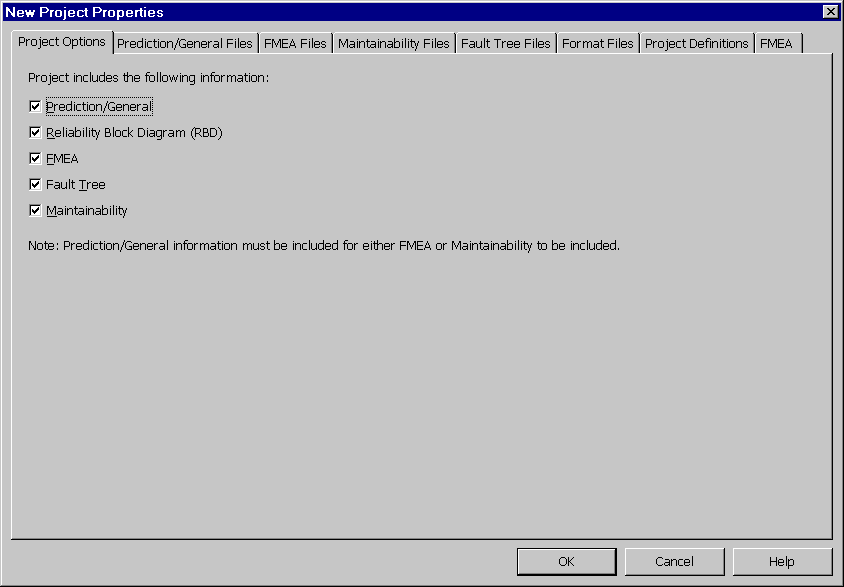 New Project Properties
Project Options Prediction/General Files FMEA Files Maintainability Files Fault Tree Files Format Files Project Definitions FMEA
Project includes the following information:
Prediction/General
Reliability Block Diagram (RBD)
FMEA
Fault Tree
Maintainability
Note: Prediction/General information must be included for either FMEA or Maintainability to be included.
OK Cancel Help